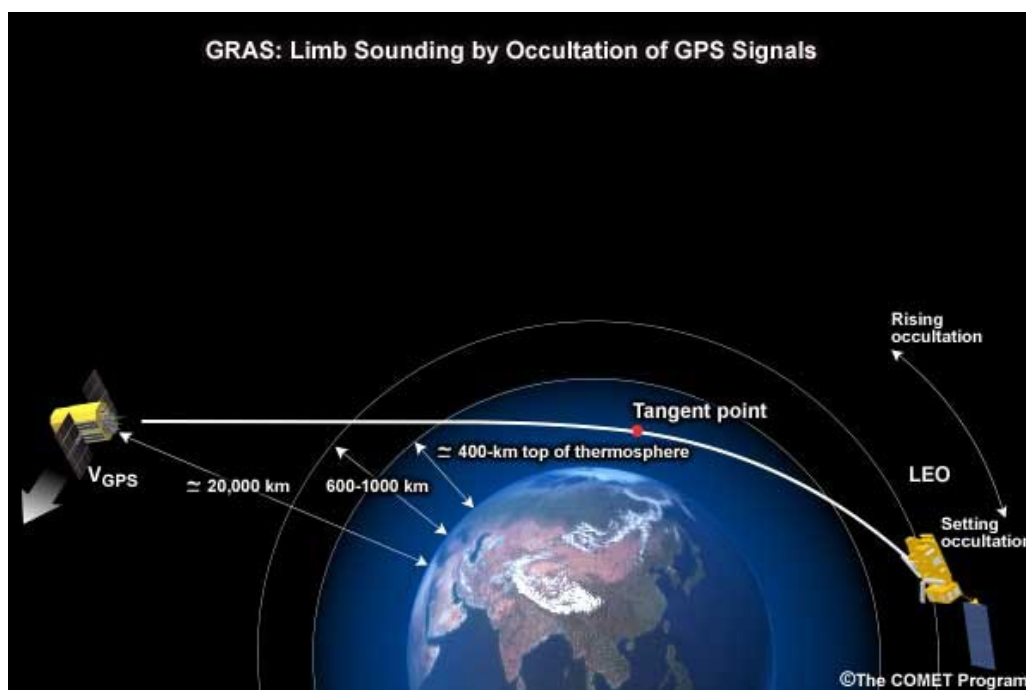 GRAS: Limb Sounding by Occultation of GPS Signals
Rising
occultation
Tangent point
≃ 400-km top of thermosphere
LEO
V_GPS
≃ 20,000 km
600-1000 km
Setting
occultation
©The COMET Program